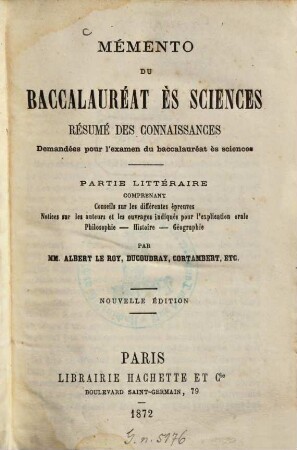 MÉMENTO
DU
BACCALAURÉAT ÈS SCIENCES
RÉSUMÉ DES CONNAISSANCES
Demandées pour l'examen du baccalauréat ès sciences
PARTIE LITTÉRAIRE
COMPRENANT
Conseils sur les différentes épreuves
Notices sur les auteurs et les ouvrages indiqués pour l'explication orale
Philosophie — Histoire — Géographie
PAR
MM. ALBERT LE ROY, DUCOUDRAY, CORTAMBERT, ETC.
NOUVELLE ÉDITION
PARIS
LIBRAIRIE HACHETTE ET Cie
BOULEVARD SAINT-GERMAIN, 79
1872
G. n. 5176